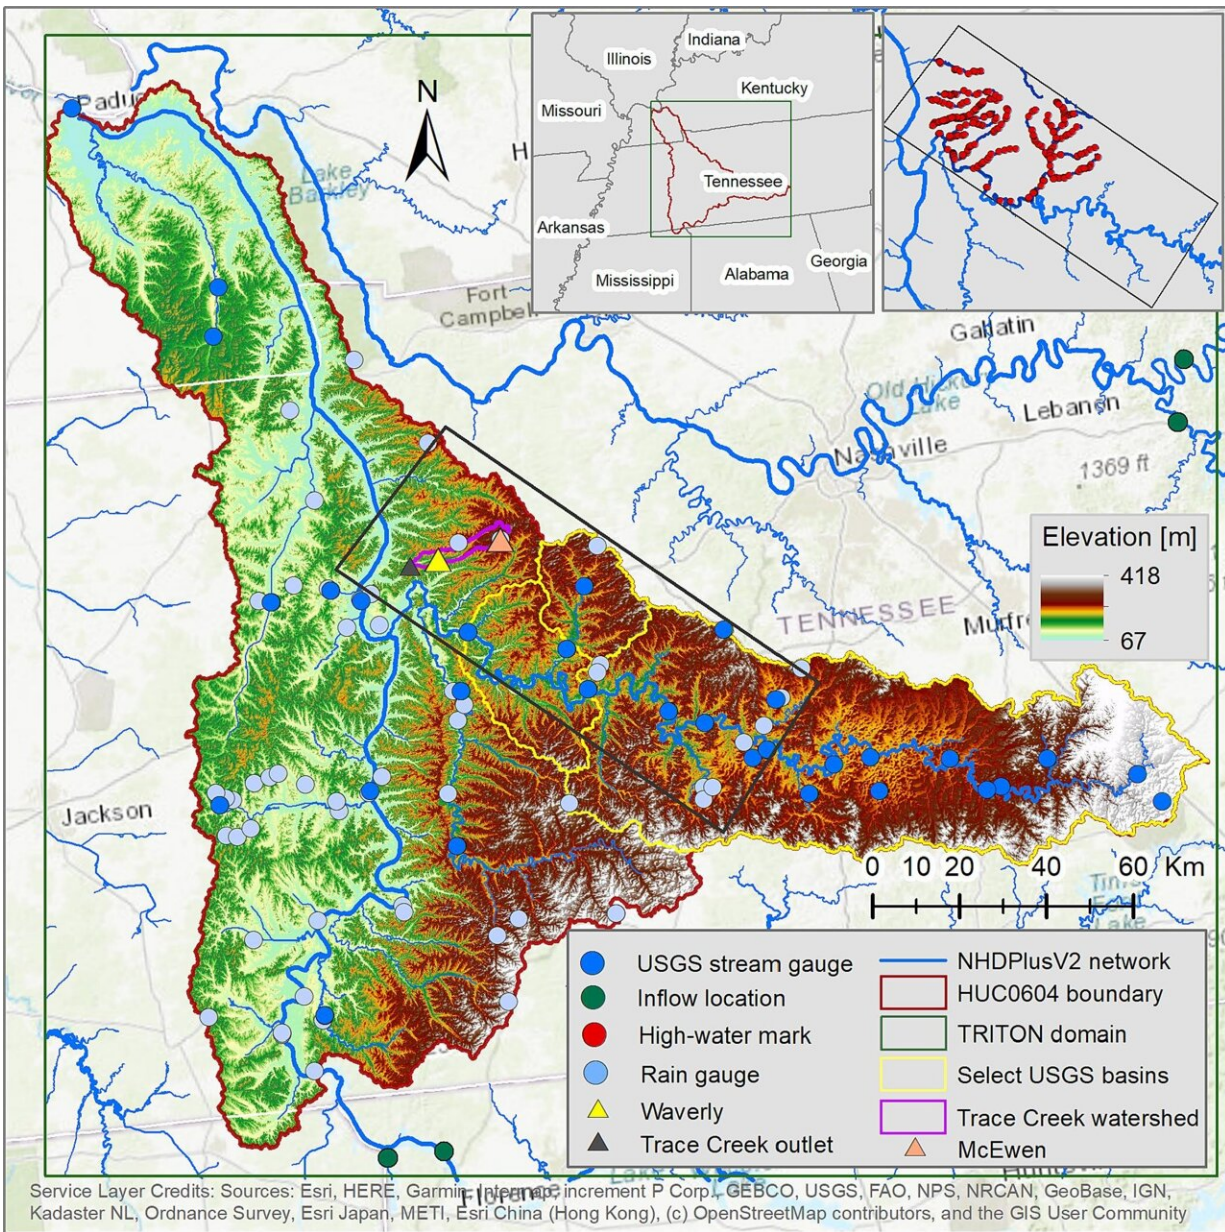 Indiana
Illinois
Kentucky
Missouri
Tennessee
Arkansas
Mississippi
Alabama
Georgia
N
Lake
Barkley
Fort
Campbell
Gallatin
Old Hickory
Lake
Lebanon
Nashville
1369 ft
Elevation [m]
418
67
TENNESSEE
Jackson
0 10 20 40 60 Km
USGS stream gauge
Inflow location
High-water mark
Rain gauge
Waverly
Trace Creek outlet
NHDPlusV2 network
HUC0604 boundary
TRITON domain
Select USGS basins
Trace Creek watershed
McEwen
Florence
Service Layer Credits: Sources: Esri, HERE, Garmin, Intermap, increment P Corp., GEBCO, USGS, FAO, NPS, NRCAN, GeoBase, IGN,
Kadaster NL, Ordnance Survey, Esri Japan, METI, Esri China (Hong Kong), (c) OpenStreetMap contributors, and the GIS User Community